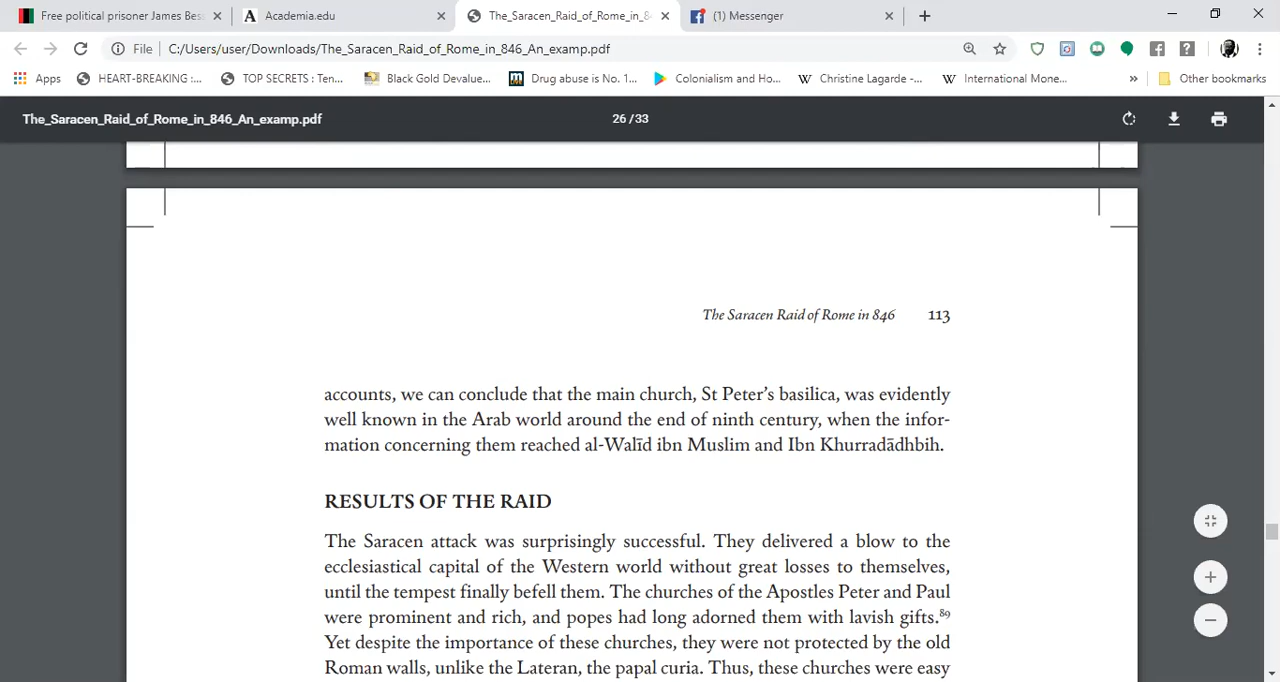 Free political prisoner James Bes
Academia.edu
The_Saracen_Raid_of_Rome_in_8
(1) Messenger
File
C:/Users/user/Downloads/The_Saracen_Raid_of_Rome_in_846_An_examp.pdf
Apps
HEART-BREAKING :...
TOP SECRETS : Ten...
Black Gold Devalue...
Drug abuse is No. 1...
Colonialism and Ho...
W Christine Lagarde -...
W International Mone...
» Other bookmarks
The_Saracen_Raid_of_Rome_in_846_An_examp.pdf
26 / 33
The Saracen Raid of Rome in 846 113
accounts, we can conclude that the main church, St Peter's basilica, was evidently
well known in the Arab world around the end of ninth century, when the infor-
mation concerning them reached al-Walīd ibn Muslim and Ibn Khurradādhbih.
RESULTS OF THE RAID
The Saracen attack was surprisingly successful. They delivered a blow to the
ecclesiastical capital of the Western world without great losses to themselves,
until the tempest finally befell them. The churches of the Apostles Peter and Paul
were prominent and rich, and popes had long adorned them with lavish gifts.⁸⁹
Yet despite the importance of these churches, they were not protected by the old
Roman walls, unlike the Lateran, the papal curia. Thus, these churches were easy